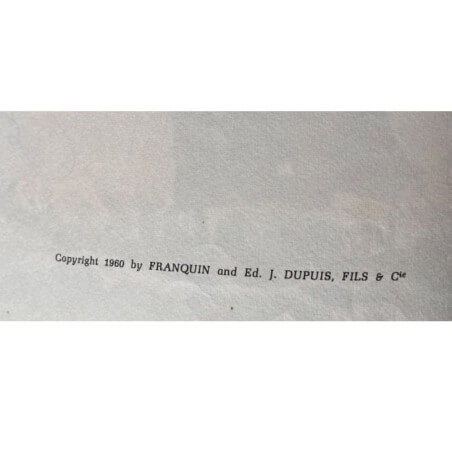 Copyright 1960 by FRANQUIN and Ed. J. DUPUIS, FILS & Cie